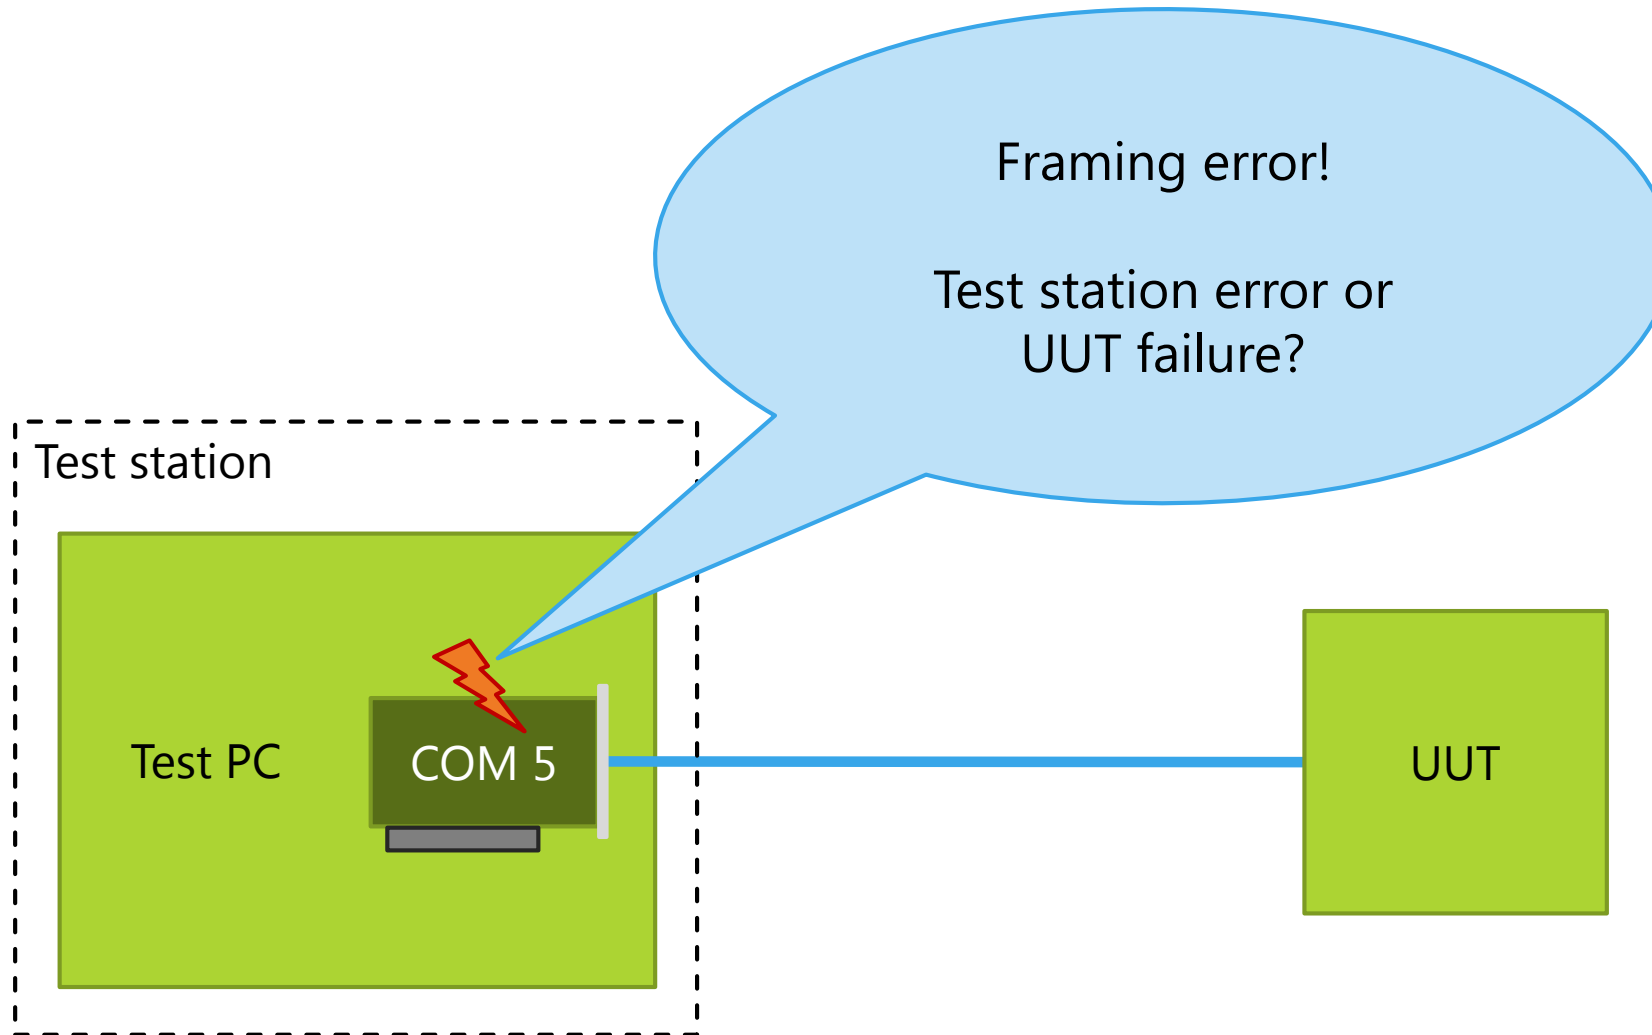 Framing error!
Test station error or
UUT failure?
Test station
Test PC
COM 5
UUT